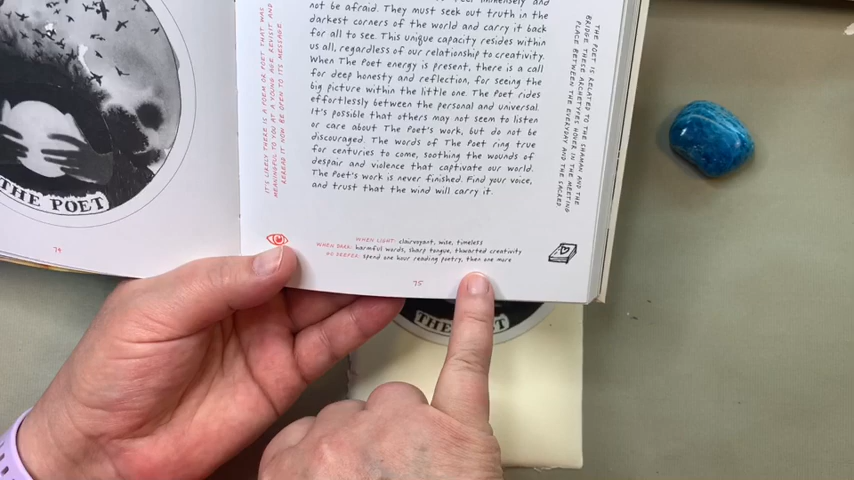 THE POET
79
IT'S LIKELY THERE IS A POEM OR POET THAT WAS
MEANINGFUL TO YOU AT A YOUNG AGE. REVISIT AND
REREAD IT NOW. BE OPEN TO ITS MESSAGE.
not be afraid. They must seek out truth in the
darkest corners of the world and carry it back
for all to see. This unique capacity resides within
us all, regardless of our relationship to creativity.
When The Poet energy is present, there is a call
for deep honesty and reflection, for seeing the
big picture within the little one. The Poet rides
effortlessly between the personal and universal.
It's possible that others may not seem to listen
or care about The Poet's work, but do not be
discouraged. The words of The Poet ring true
for centuries to come, soothing the wounds of
despair and violence that captivate our world.
The Poet's work is never finished. Find your voice,
and trust that the wind will carry it.
THE POET IS RELATED TO THE SHAMAN AND THE
BRIDGE. THESE ARCHETYPES HOVER IN THE MEETING
PLACE BETWEEN THE EVERYDAY AND THE SACRED.
WHEN LIGHT: clairvoyant, wise, timeless
WHEN DARK: harmful words, sharp tongue, thwarted creativity
GO DEEPER: spend one hour reading poetry, then one more
75
THE